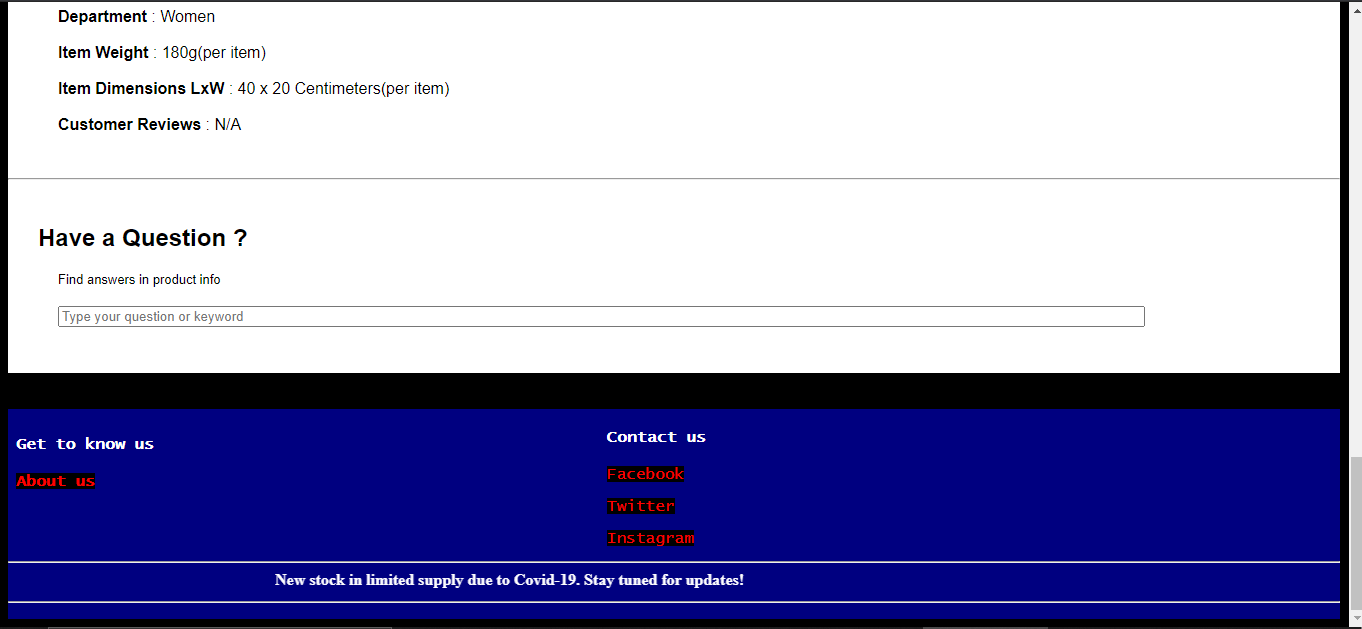 Department : Women
Item Weight : 180g(per item)
Item Dimensions LxW : 40 x 20 Centimeters(per item)
Customer Reviews : N/A
Have a Question ?
Find answers in product info
Type your question or keyword
Get to know us
About us
Contact us
Facebook
Twitter
Instagram
New stock in limited supply due to Covid-19. Stay tuned for updates!